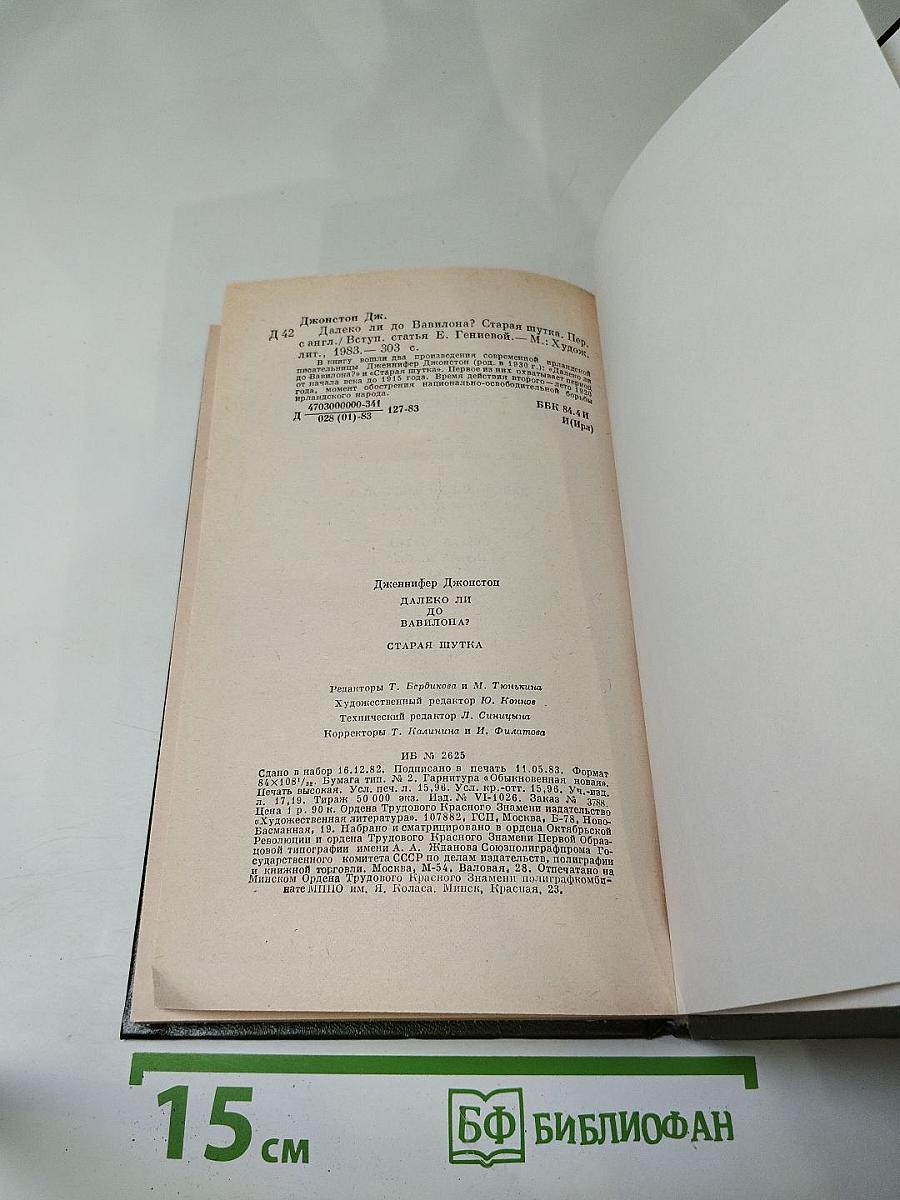 Джонстон Дж.
Д 42 Далеко ли до Вавилона? Старая шутка. Пер.
с англ./ Вступ. статья Е. Гениевой.— М.: Худож.
лит., 1983.— 303 с.
В книгу вошли два произведения современной ирландской
писательницы Дженнифер Джонстон (род. в 1930 г.): «Далеко ли
до Вавилона?» и «Старая шутка». Первое из них охватывает период
от начала века до 1915 года. Время действия второго — лето 1920
года, момент обострения национально-освободительной борьбы
ирландского народа.
Д 4703000000-341 / 028 (01)-83 127-83
ББК 84.4И
И(Ирл)
Дженнифер Джонстон
ДАЛЕКО ЛИ
ДО
ВАВИЛОНА?
СТАРАЯ ШУТКА
Редакторы Т. Бердикова и М. Тюнькина
Художественный редактор Ю. Коннов
Технический редактор Л. Синицына
Корректоры Т. Калинина и И. Филатова
ИБ № 2625
Сдано в набор 16.12.82. Подписано в печать 11.05.83. Формат
84×108¹/₃₂. Бумага тип. № 2. Гарнитура «Обыкновенная новая».
Печать высокая. Усл. печ. л. 15,96. Усл. кр.-отт. 15,96. Уч.-изд.
л. 17,19. Тираж 50 000 экз. Изд. № VI-1026. Заказ № 3788.
Цена 1 р. 90 к. Ордена Трудового Красного Знамени издательство
«Художественная литература». 107882, ГСП, Москва, Б-78, Ново-
Басманная, 19. Набрано и сматрицировано в ордена Октябрьской
Революции и ордена Трудового Красного Знамени Первой Образ-
цовой типографии имени А. А. Жданова Союзполиграфпрома Го-
сударственного комитета СССР по делам издательств, полиграфии
и книжной торговли. Москва, М-54, Валовая, 28. Отпечатано на
Минском Ордена Трудового Красного Знамени полиграфкомби-
нате МППО им. Я. Коласа. Минск, Красная, 23.
15 см
БФ БИБЛИОФАН